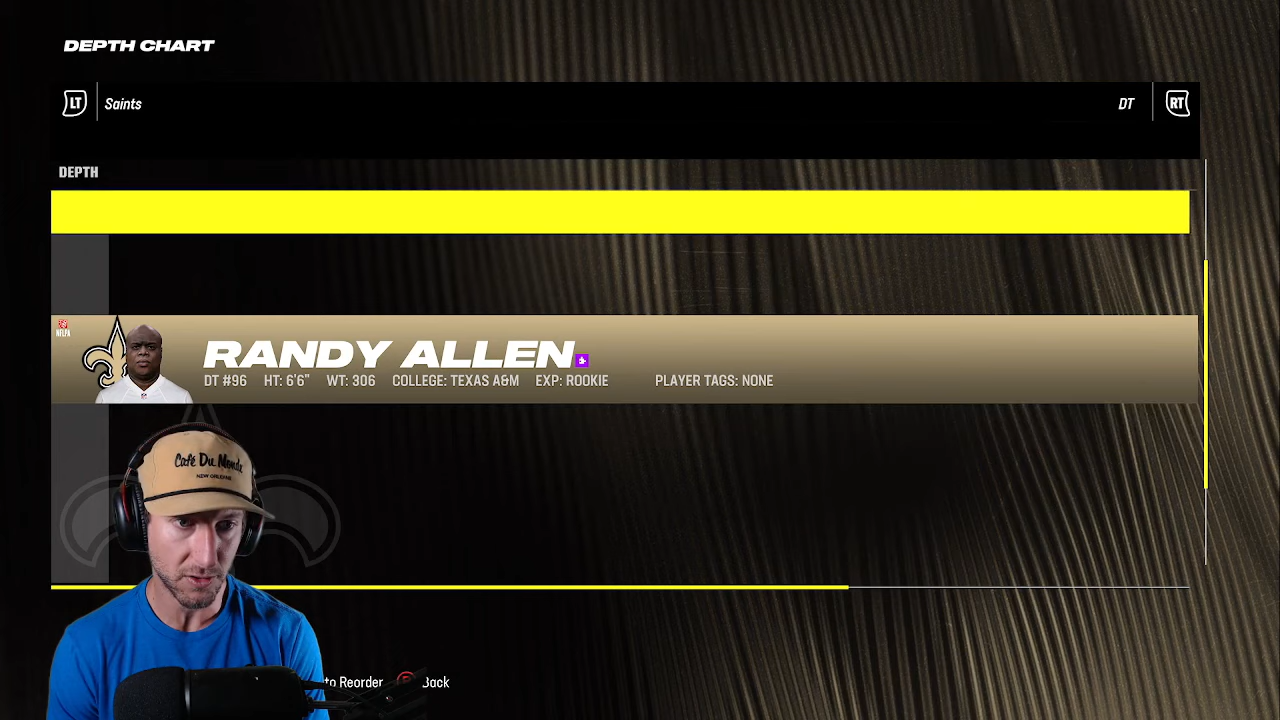 DEPTH CHART
LT Saints DT RT
DEPTH
NFLPA
RANDY ALLEN
DT #96 HT: 6'6" WT: 306 COLLEGE: TEXAS A&M EXP: ROOKIE PLAYER TAGS: NONE
Café Du Monde
NEW ORLEANS
to Reorder B Back